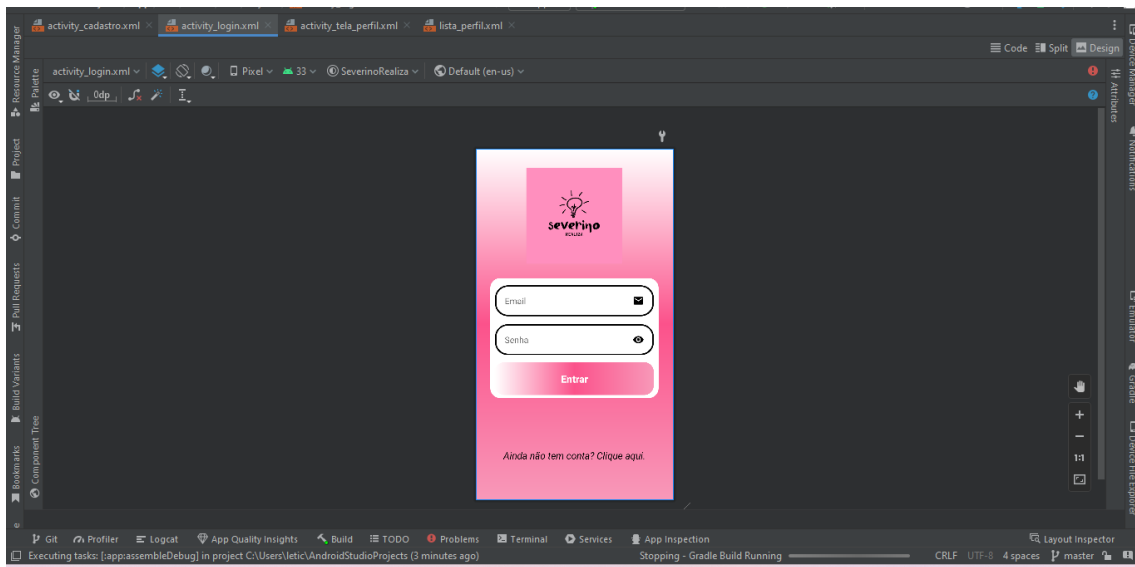 activity_cadastro.xml activity_login.xml activity_tela_perfil.xml lista_perfil.xml
Code Split Design
activity_login.xml Pixel 33 SeverinoRealiza Default (en-us)
0dp
Resource Manager
Project
Commit
Pull Requests
Build Variants
Bookmarks
Palette
Component Tree
severino
Email
Senha
Entrar
Ainda não tem conta? Clique aqui.
1:1
Attributes
Device Manager
Notifications
Emulator
Gradle
Device File Explorer
Git Profiler Logcat App Quality Insights Build TODO Problems Terminal Services App Inspection Layout Inspector
Executing tasks: [:app:assembleDebug] in project C:\Users\letic\AndroidStudioProjects (3 minutes ago) Stopping - Gradle Build Running CRLF UTF-8 4 spaces master